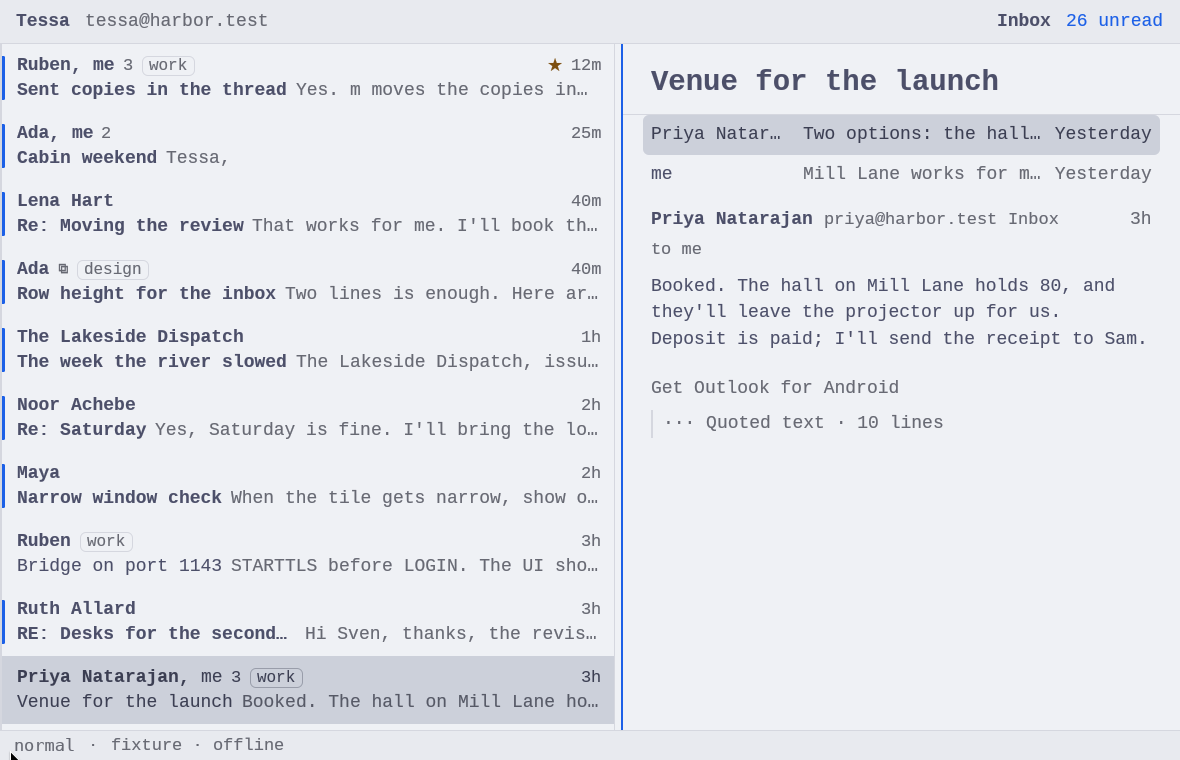 Tessa tessa@harbor.test Inbox 26 unread
Ruben, me 3 work ★ 12m
Sent copies in the thread Yes. m moves the copies in…
Ada, me 2 25m
Cabin weekend Tessa,
Lena Hart 40m
Re: Moving the review That works for me. I'll book th…
Ada ⧉ design 40m
Row height for the inbox Two lines is enough. Here ar…
The Lakeside Dispatch 1h
The week the river slowed The Lakeside Dispatch, issu…
Noor Achebe 2h
Re: Saturday Yes, Saturday is fine. I'll bring the lo…
Maya 2h
Narrow window check When the tile gets narrow, show o…
Ruben work 3h
Bridge on port 1143 STARTTLS before LOGIN. The UI sho…
Ruth Allard 3h
RE: Desks for the second… Hi Sven, thanks, the revis…
Priya Natarajan, me 3 work 3h
Venue for the launch Booked. The hall on Mill Lane ho…
Venue for the launch
Priya Natar… Two options: the hall… Yesterday
me Mill Lane works for m… Yesterday
Priya Natarajan priya@harbor.test Inbox 3h
to me
Booked. The hall on Mill Lane holds 80, and
they'll leave the projector up for us.
Deposit is paid; I'll send the receipt to Sam.
Get Outlook for Android
··· Quoted text · 10 lines
normal · fixture · offline